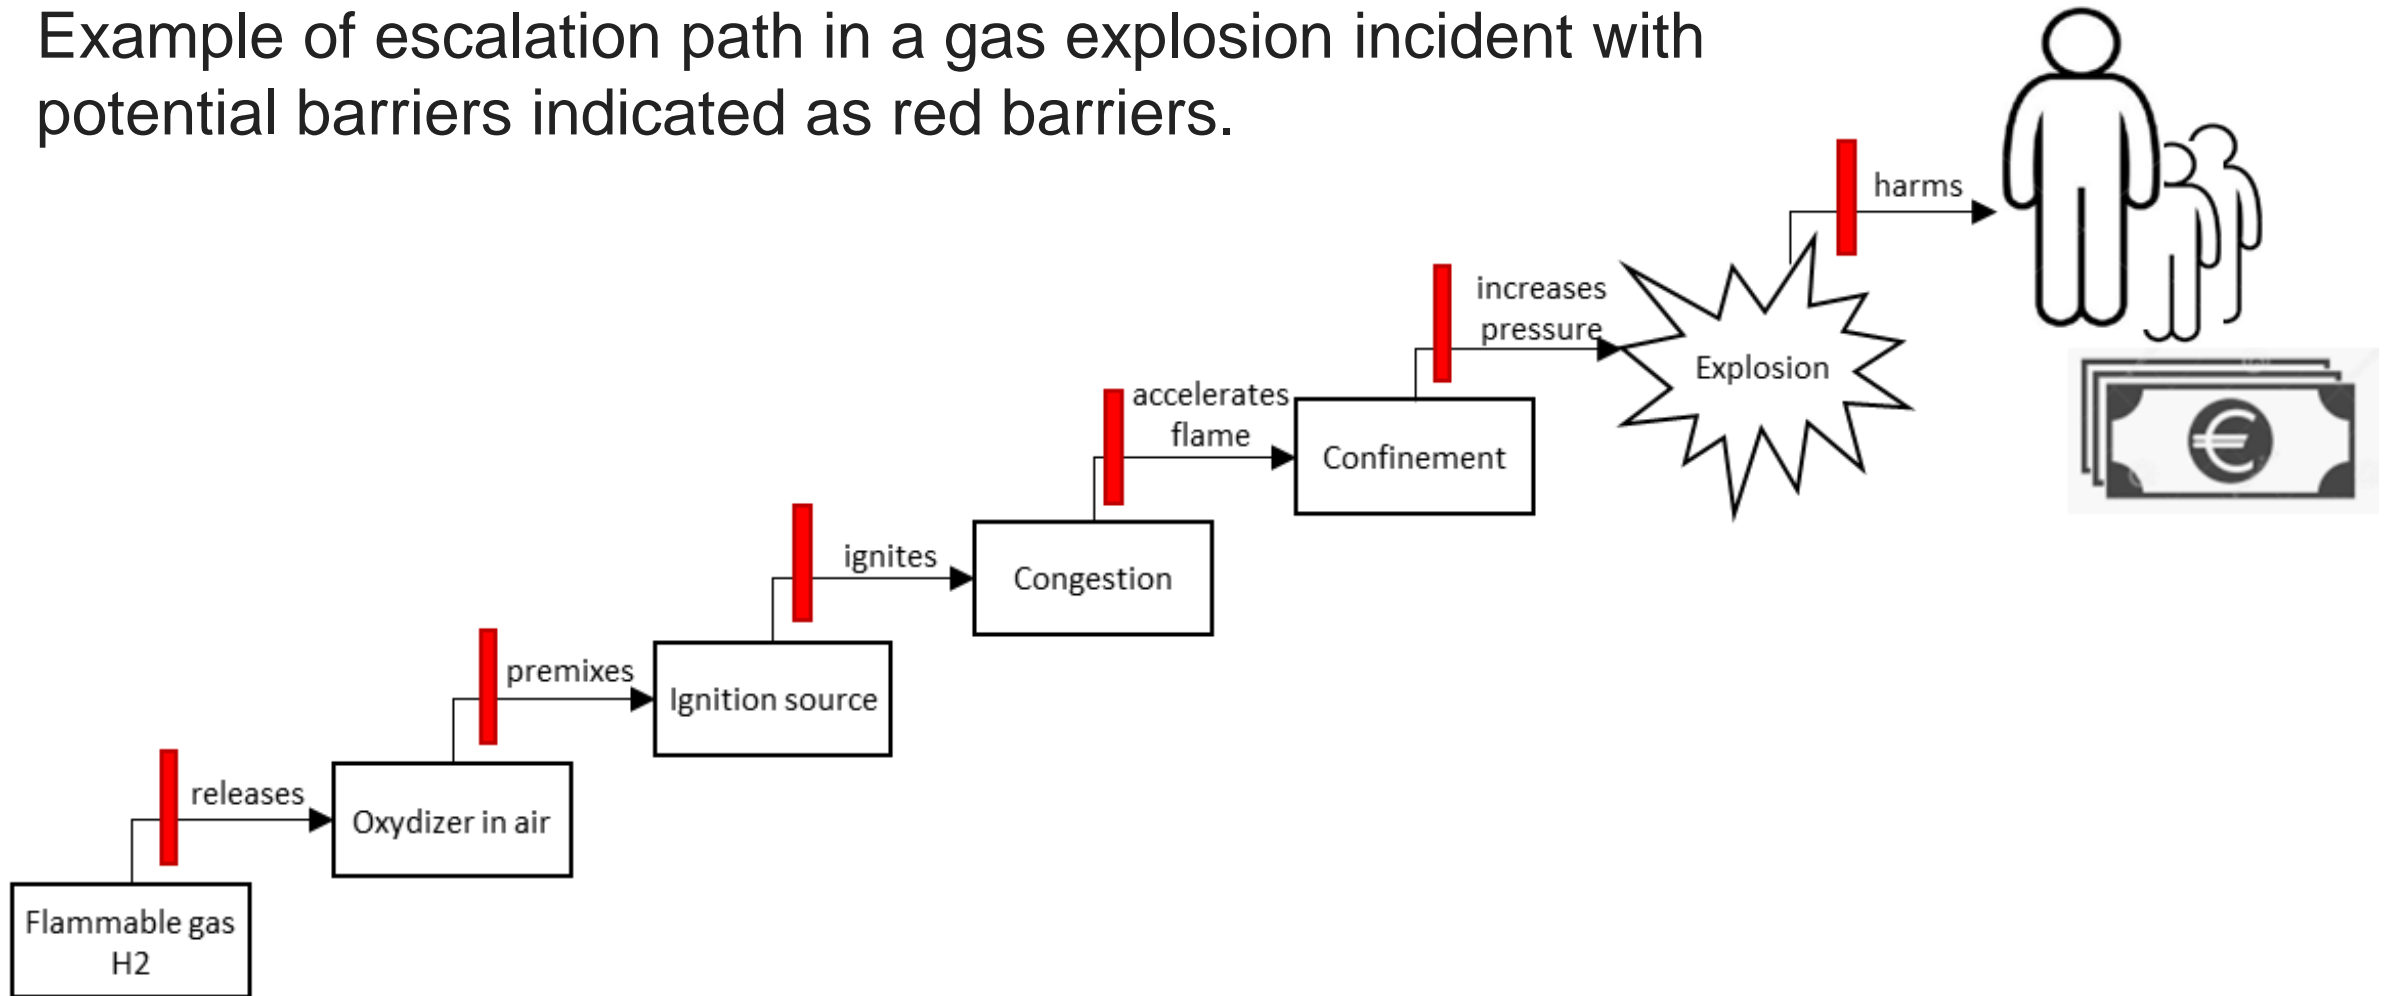 Example of escalation path in a gas explosion incident with
potential barriers indicated as red barriers.
harms
increases
pressure
Explosion
accelerates
flame
Confinement
ignites
Congestion
premixes
Ignition source
releases
Oxydizer in air
Flammable gas
H2
€